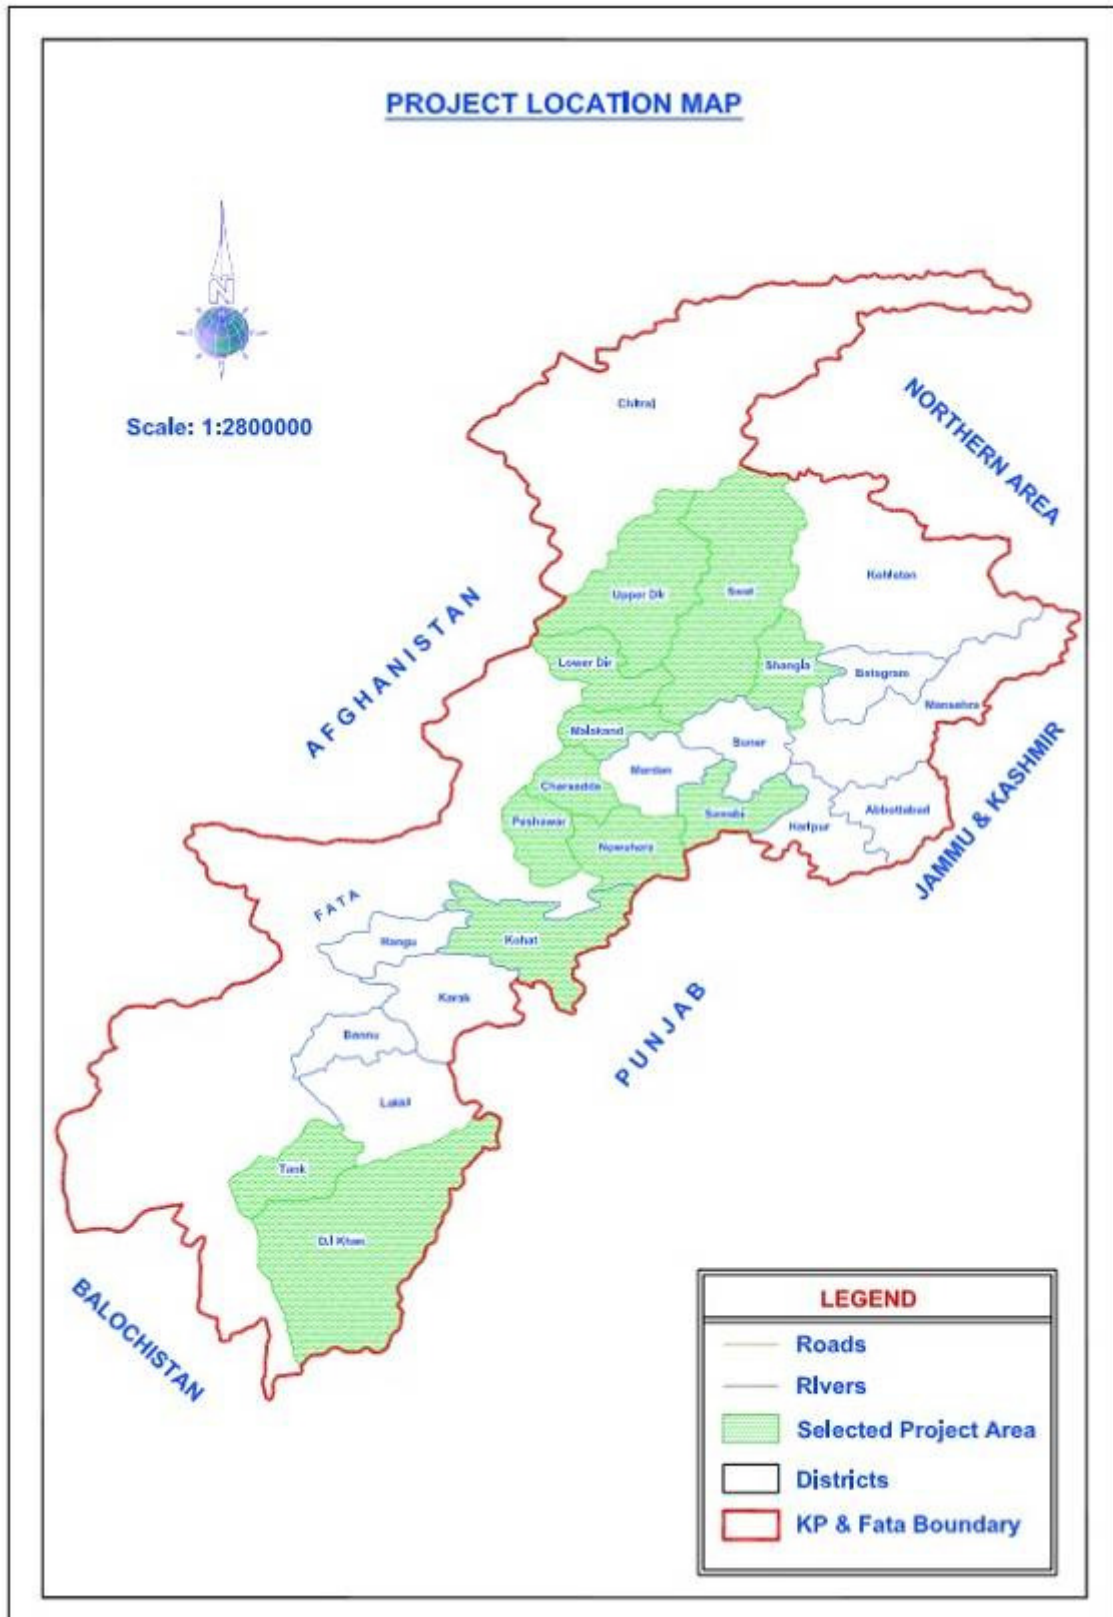 PROJECT LOCATION MAP
N
Scale: 1:2800000
Chitral
NORTHERN AREA
Kohistan
Upper Dir
Swat
AFGHANISTAN
Lower Dir
Shangla
Batagram
Mansehra
Malakand
Buner
Mardan
Charsadda
Peshawar
Swabi
Haripur
Abbottabad
Nowshera
JAMMU & KASHMIR
FATA
Hangu
Kohat
Karak
PUNJAB
Bannu
Lakki
Tank
D.I Khan
BALOCHISTAN
LEGEND
Roads
Rivers
Selected Project Area
Districts
KP & Fata Boundary